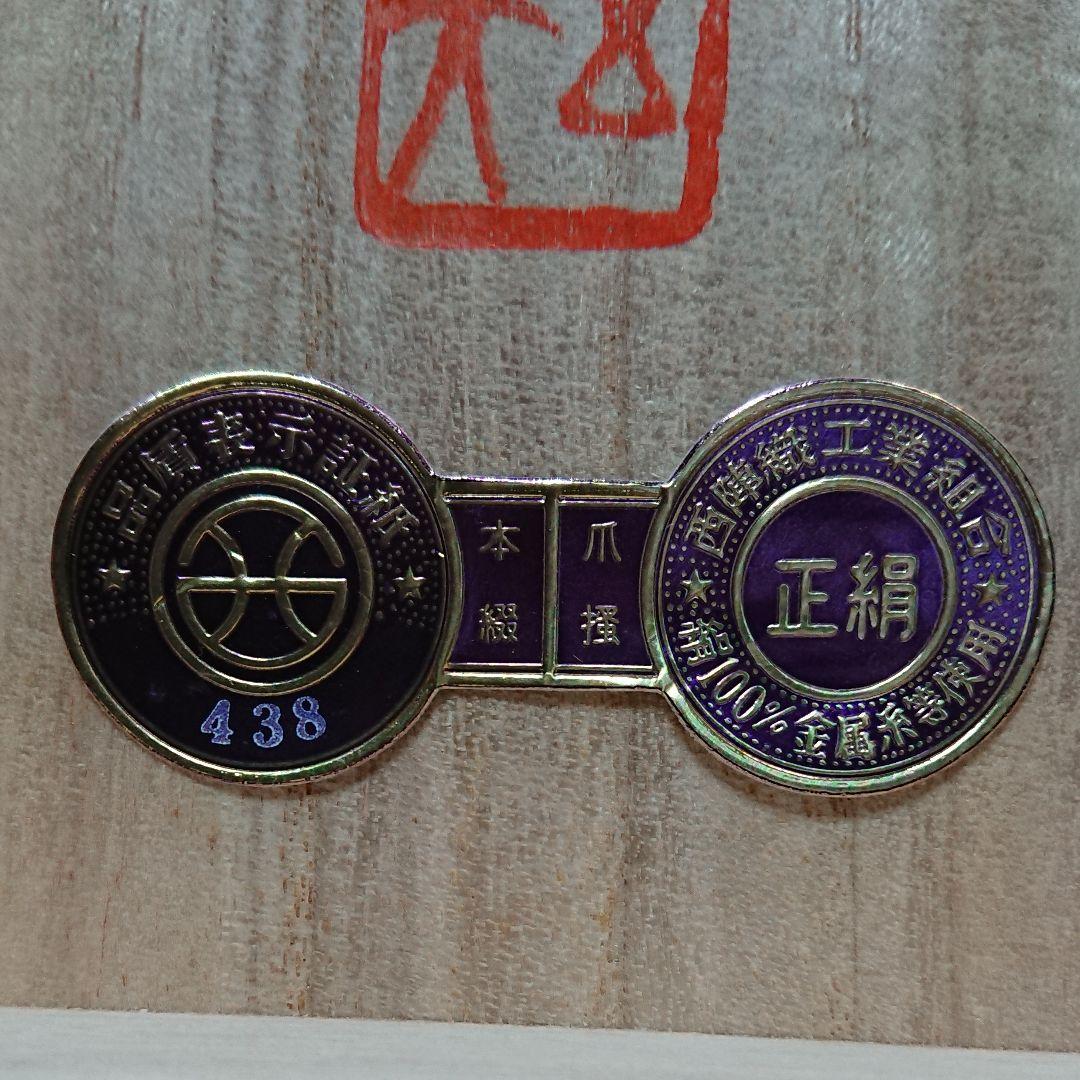 品質表示証紙
438
爪掻
本綴
西陣織工業組合
正絹
絹100%金属糸等使用